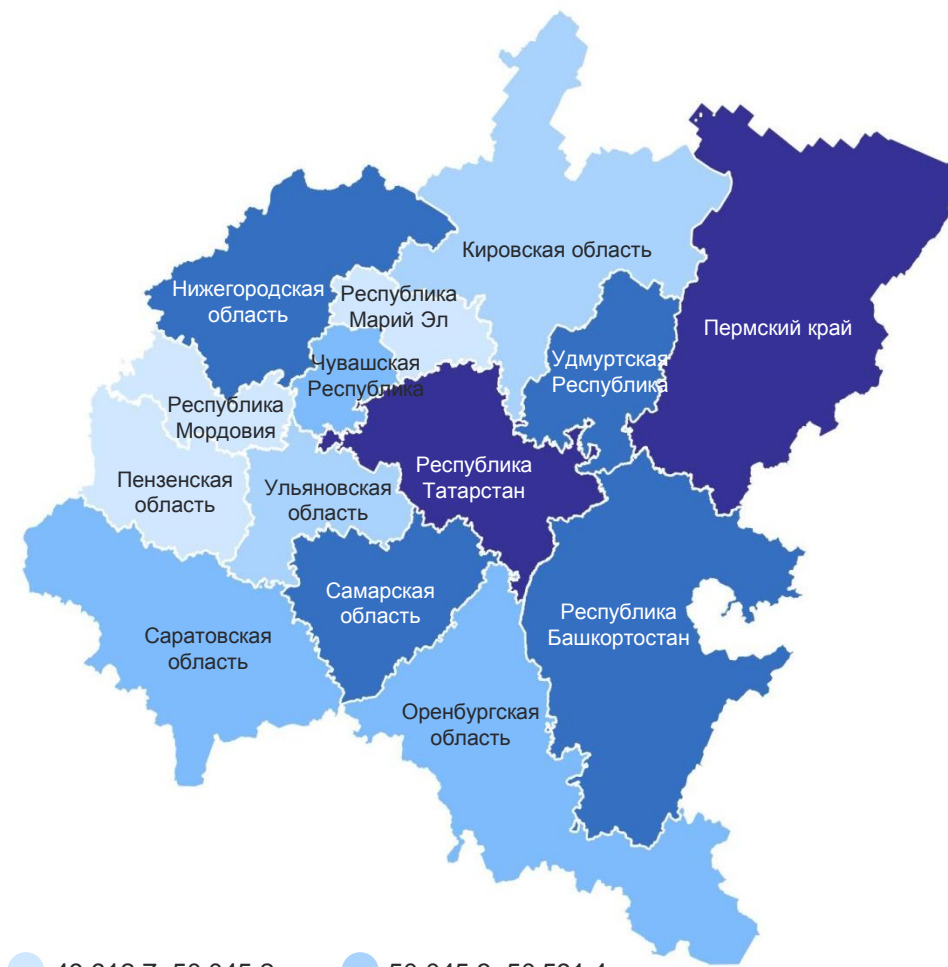 Кировская область
Нижегородская
область
Республика
Марий Эл
Пермский край
Чувашская
Республика
Удмуртская
Республика
Республика
Мордовия
Республика
Татарстан
Пензенская
область
Ульяновская
область
Самарская
область
Республика
Башкортостан
Саратовская
область
Оренбургская
область